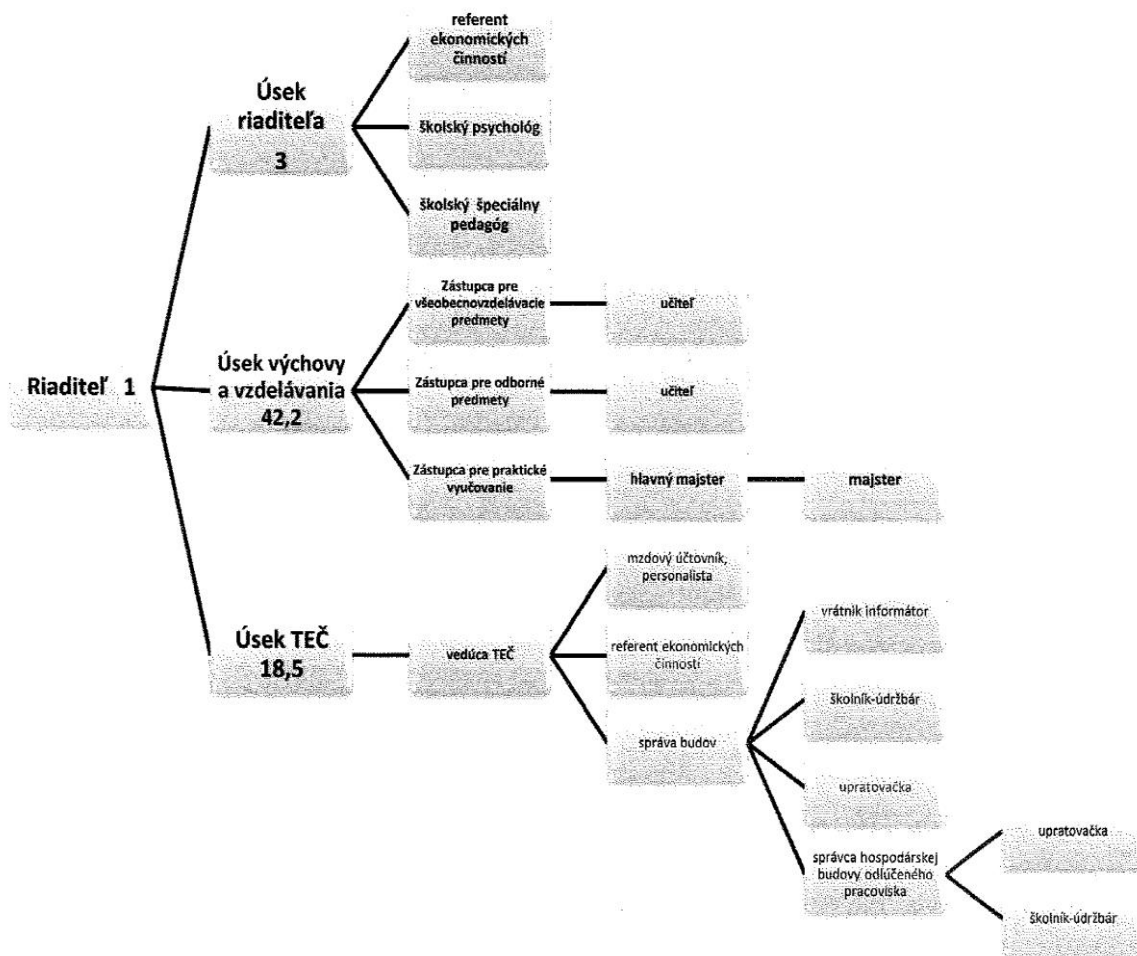 referent
ekonomických
činností
Úsek
riaditeľa
3
školský psychológ
školský špeciálny
pedagóg
Zástupca pre
všeobecnovzdelávacie
predmety
učiteľ
Riaditeľ 1
Úsek výchovy
a vzdelávania
42,2
Zástupca pre odborné
predmety
učiteľ
Zástupca pre praktické
vyučovanie
hlavný majster
majster
mzdový účtovník,
personalista
vrátnik informátor
Úsek TEČ
18,5
vedúca TEČ
referent ekonomických
činností
školník-údržbár
správa budov
upratovačka
správca hospodárskej
budovy odlúčeného
pracoviska
upratovačka
školník-údržbár